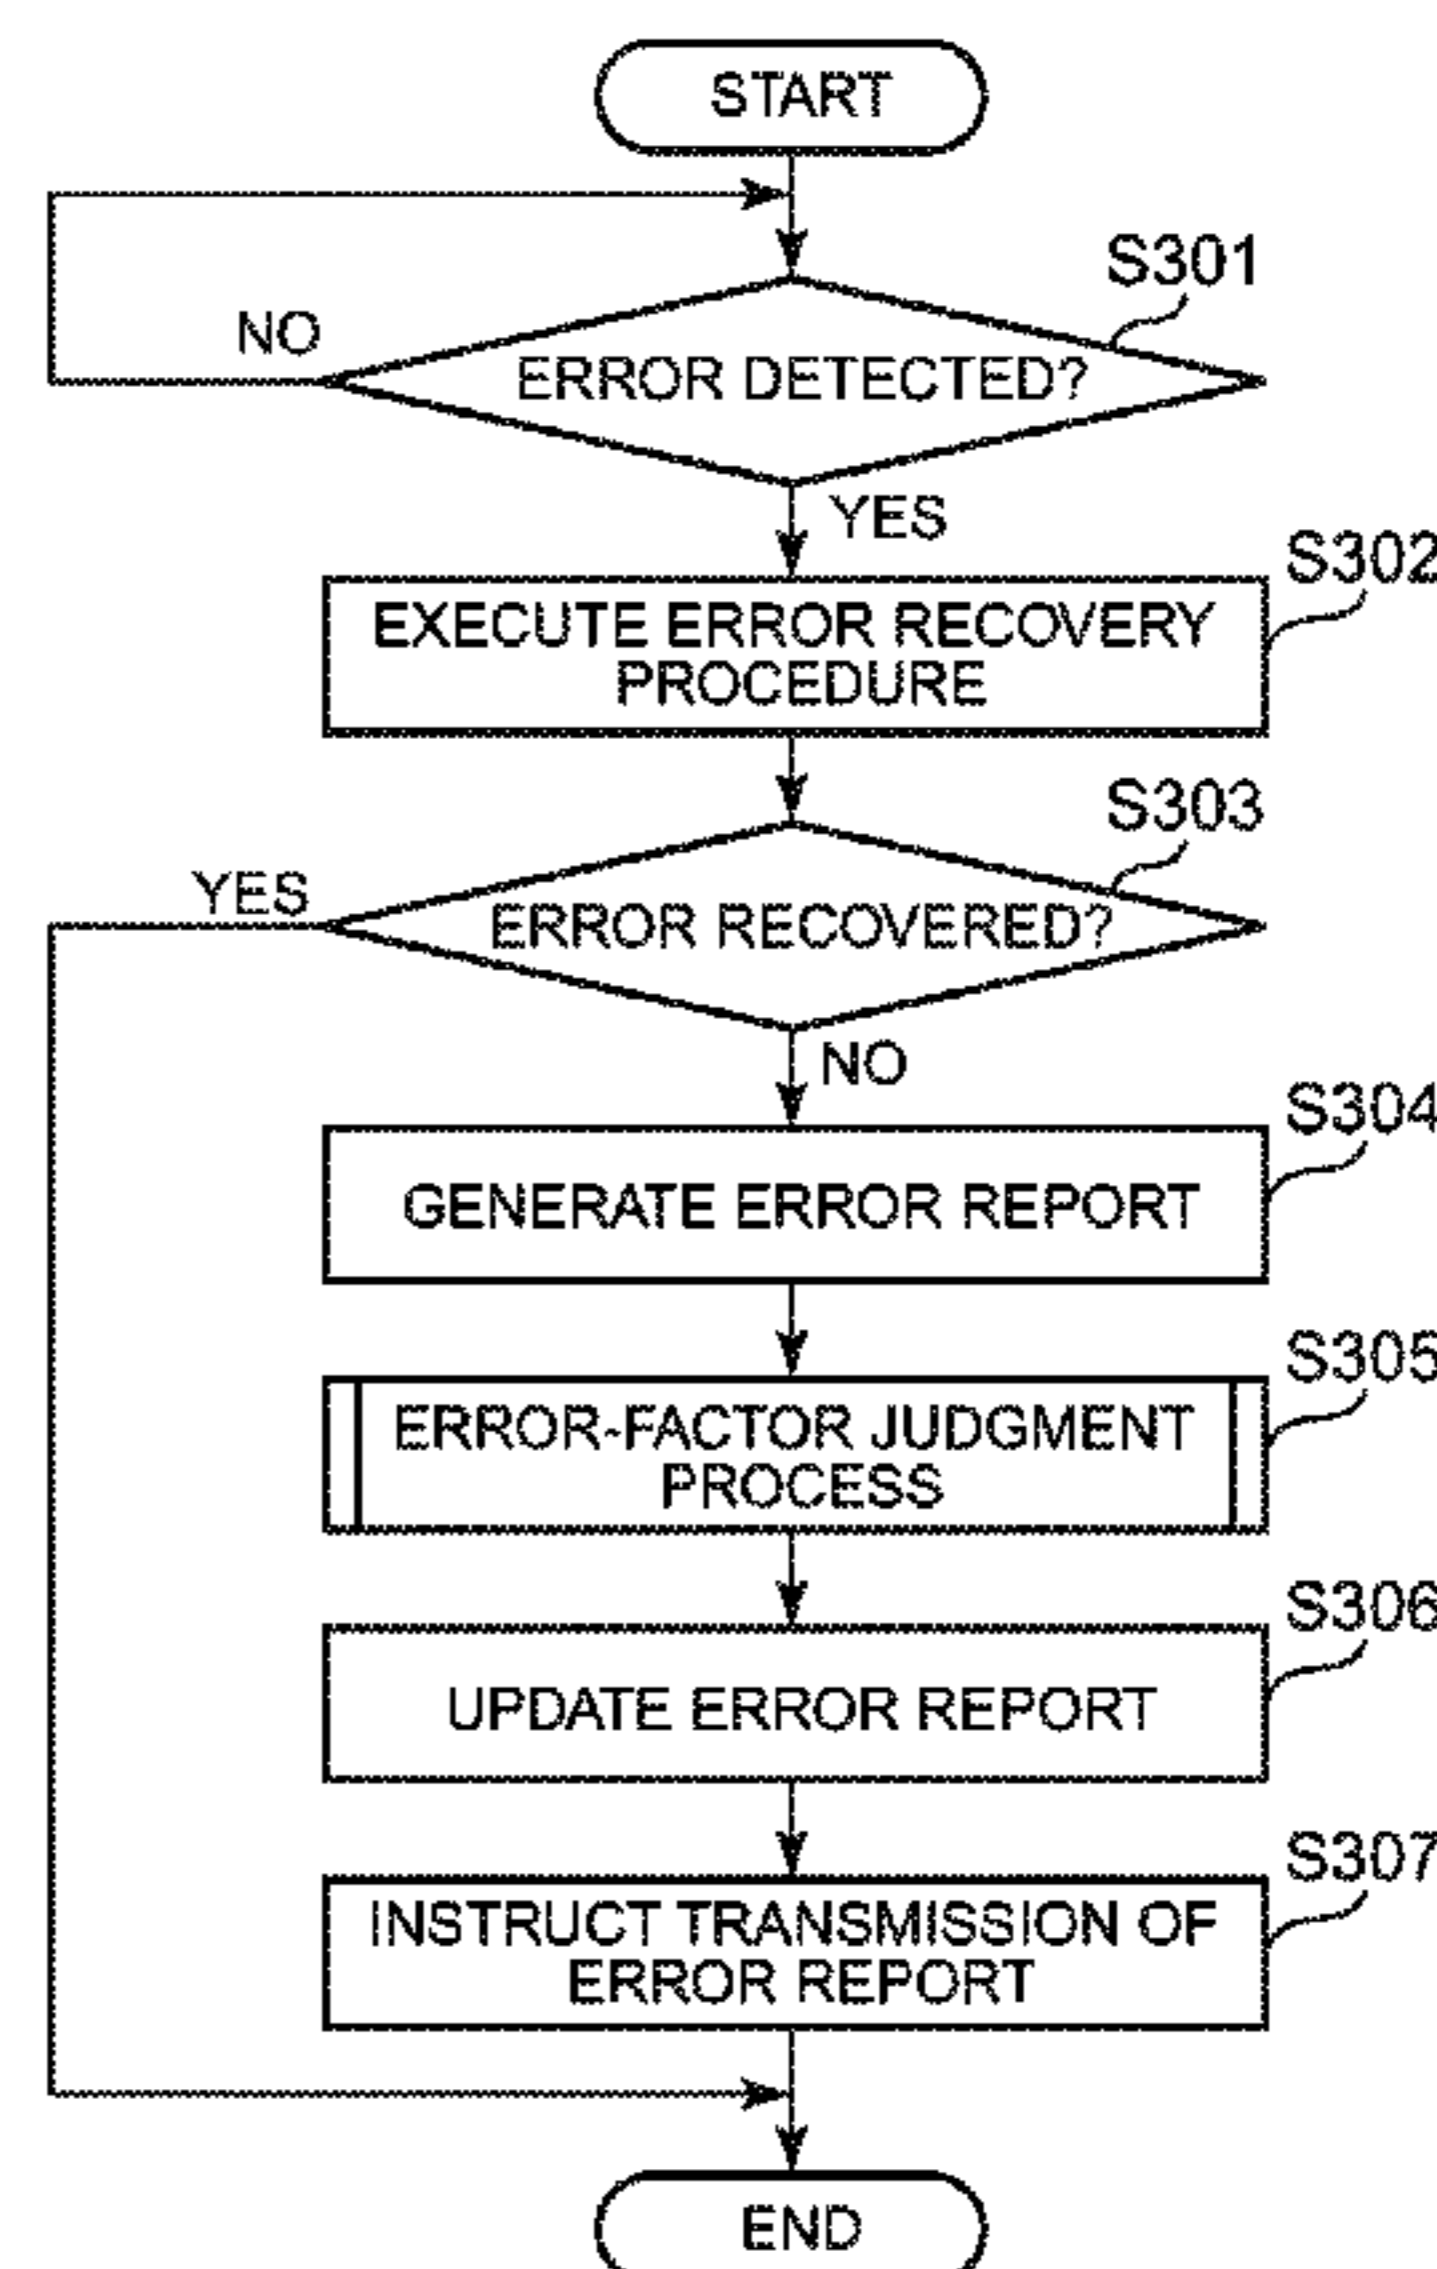 START
S301
NO
ERROR DETECTED?
YES
S302
EXECUTE ERROR RECOVERY
PROCEDURE
S303
YES
ERROR RECOVERED?
NO
S304
GENERATE ERROR REPORT
S305
ERROR-FACTOR JUDGMENT
PROCESS
S306
UPDATE ERROR REPORT
S307
INSTRUCT TRANSMISSION OF
ERROR REPORT
END